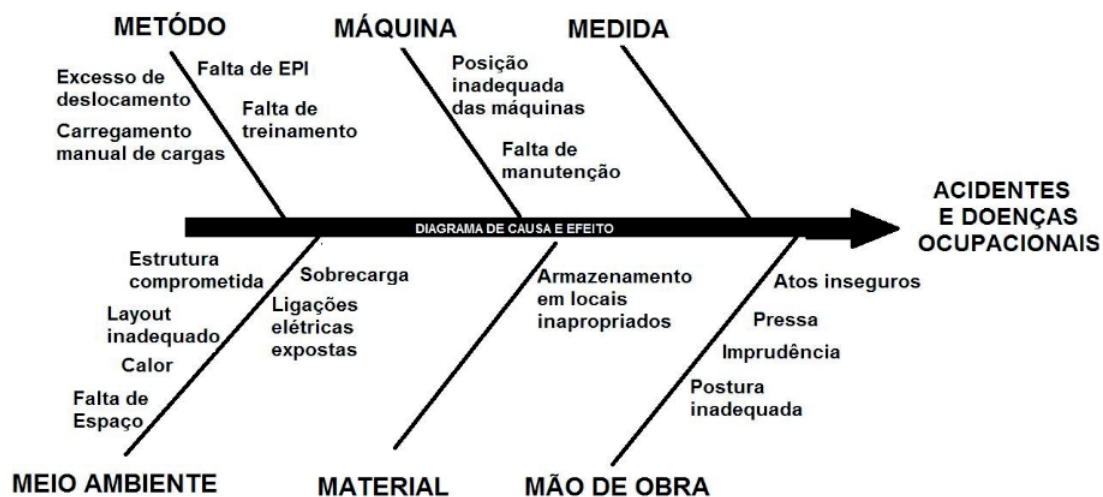 METÓDO
MÁQUINA
MEDIDA
Excesso de
deslocamento
Carregamento
manual de cargas
Falta de EPI
Falta de
treinamento
Posição
inadequada
das máquinas
Falta de
manutenção
DIAGRAMA DE CAUSA E EFEITO
ACIDENTES
E DOENÇAS
OCUPACIONAIS
Estrutura
comprometida
Layout
inadequado
Calor
Falta de
Espaço
Sobrecarga
Ligações
elétricas
expostas
Armazenamento
em locais
inapropriados
Atos inseguros
Pressa
Imprudência
Postura
inadequada
MEIO AMBIENTE
MATERIAL
MÃO DE OBRA